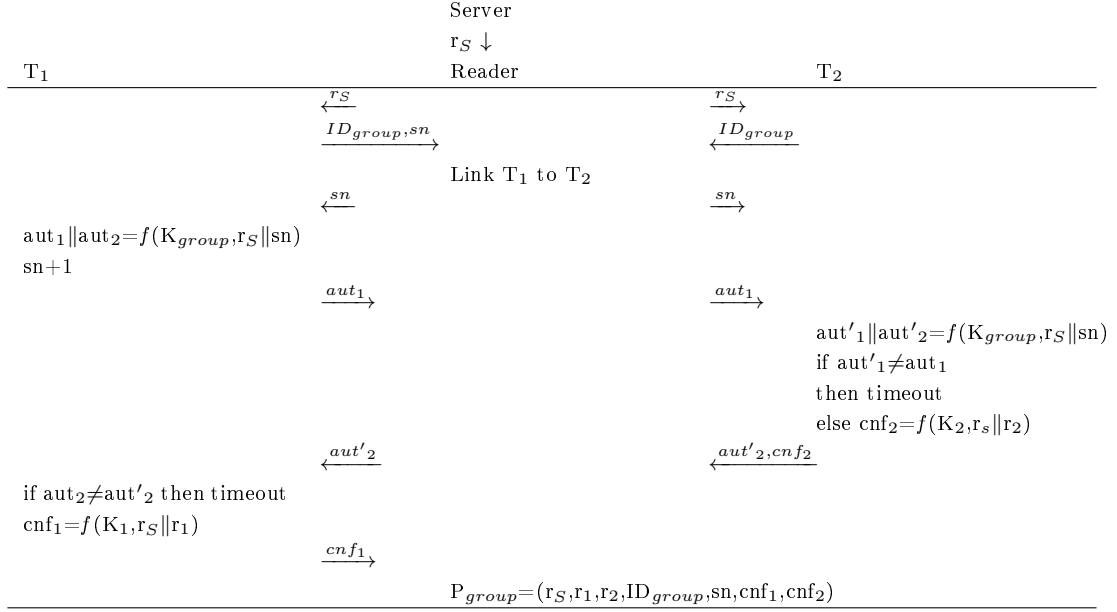 Server
r_S ↓
T_1 Reader T_2
r_S r_S
ID_group,sn ID_group
Link T_1 to T_2
sn sn
aut_1‖aut_2=f(K_group,r_S‖sn)
sn+1
aut_1 aut_1
aut'_1‖aut'_2=f(K_group,r_S‖sn)
if aut'_1≠aut_1
then timeout
else cnf_2=f(K_2,r_s‖r_2)
aut'_2 aut'_2,cnf_2
if aut_2≠aut'_2 then timeout
cnf_1=f(K_1,r_S‖r_1)
cnf_1
P_group=(r_S,r_1,r_2,ID_group,sn,cnf_1,cnf_2)